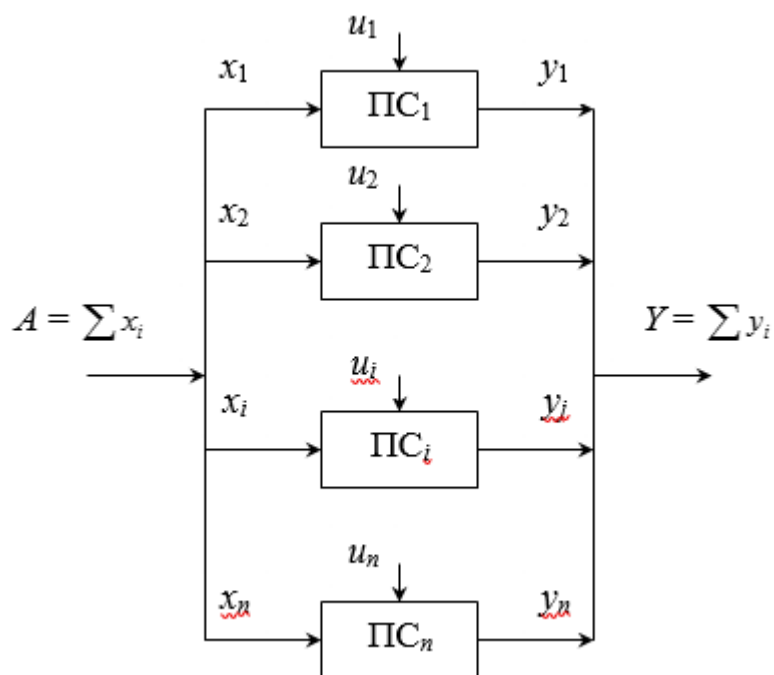 u₁
x₁ ПС₁ y₁
u₂
x₂ ПС₂ y₂
A = ∑ xᵢ Y = ∑ yᵢ
uᵢ
xᵢ ПСᵢ yᵢ
uₙ
xₙ ПСₙ yₙ